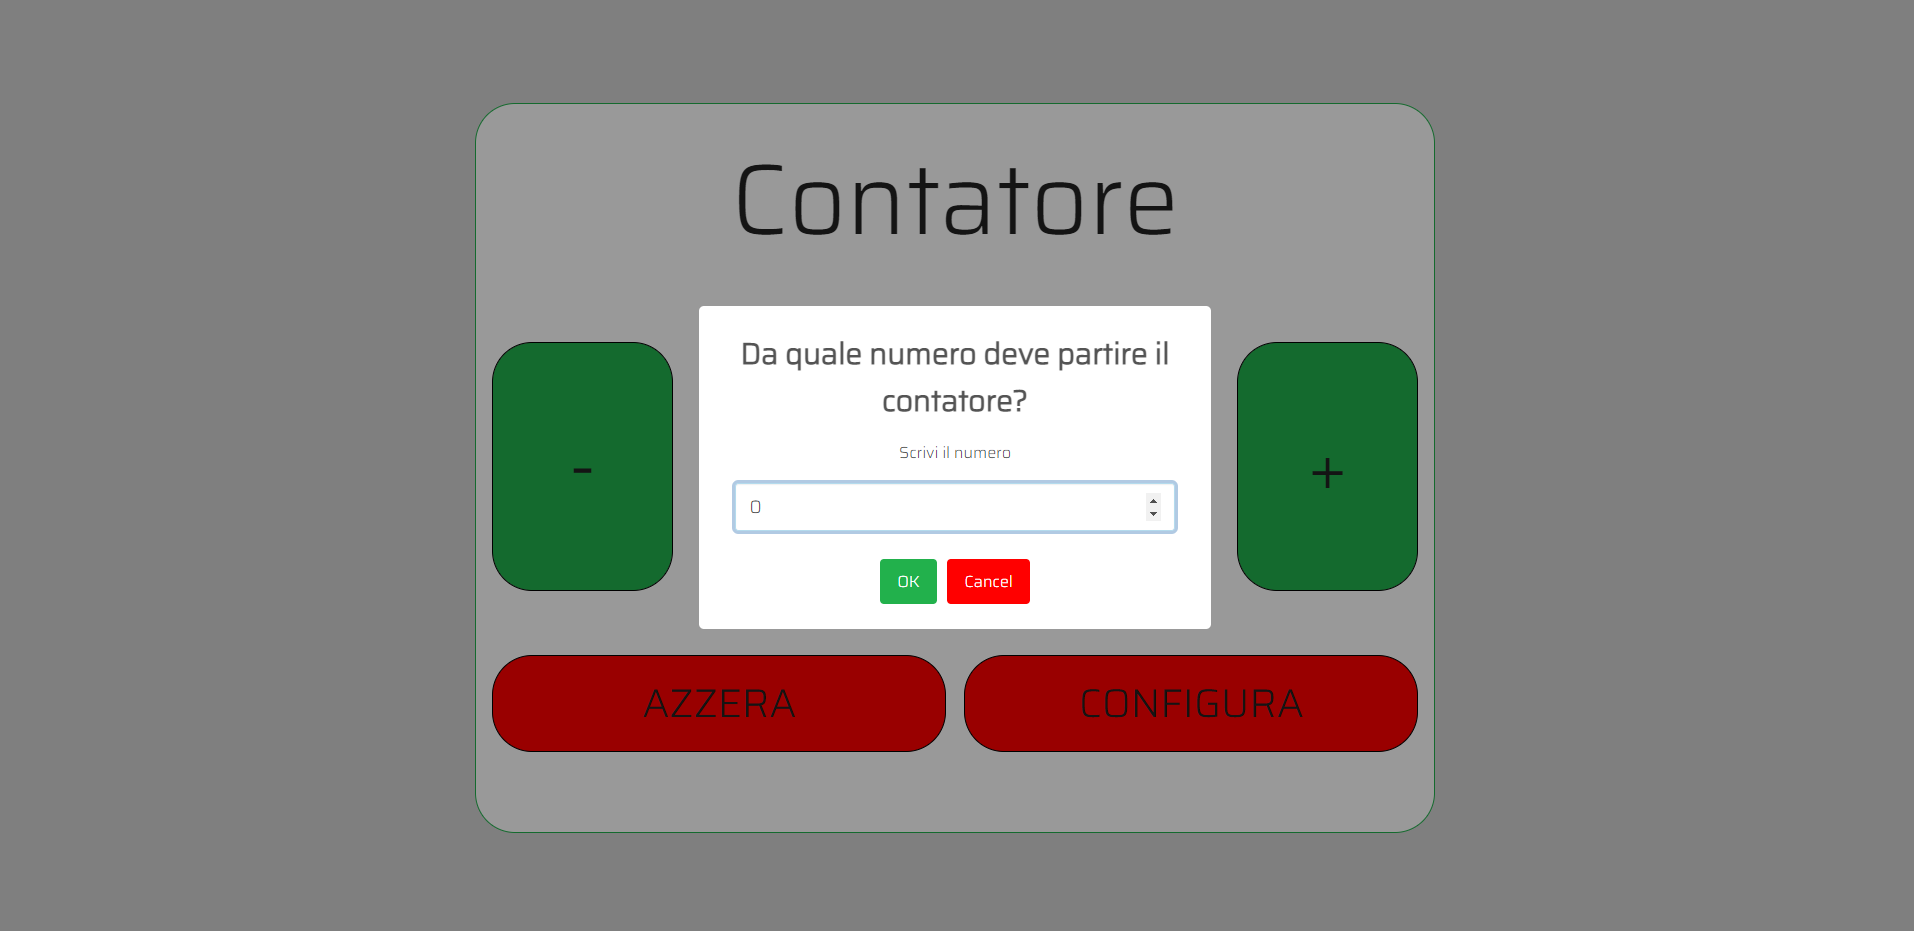 Contatore
Da quale numero deve partire il
contatore?
Scrivi il numero
- 0 +
OK Cancel
AZZERA CONFIGURA